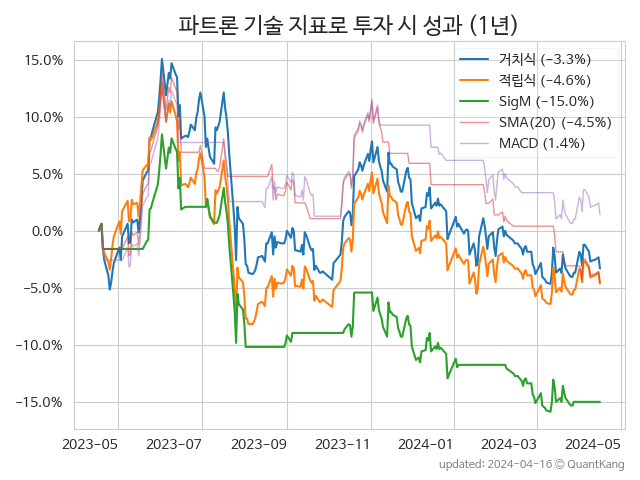 파트론 기술 지표로 투자 시 성과 (1년)
15.0%
10.0%
5.0%
0.0%
−5.0%
−10.0%
−15.0%
거치식 (−3.3%)
적립식 (−4.6%)
SigM (−15.0%)
SMA(20) (−4.5%)
MACD (1.4%)
2023-05 2023-07 2023-09 2023-11 2024-01 2024-03 2024-05
updated: 2024-04-16 © QuantKang